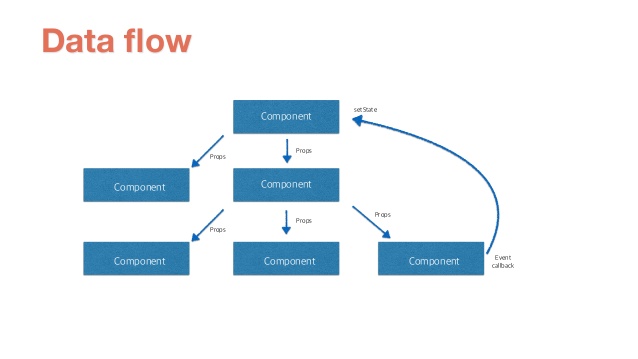 Data flow
Component
setState
Props
Props
Component
Component
Props
Props
Props
Component
Component
Component
Event
callback